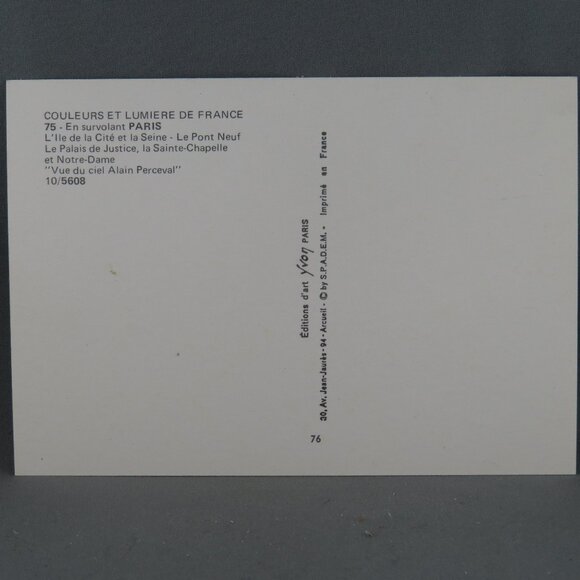 COULEURS ET LUMIERE DE FRANCE
75 - En survolant PARIS
L'Ile de la Cité et la Seine - Le Pont Neuf
Le Palais de Justice, la Sainte-Chapelle
et Notre-Dame
"Vue du ciel Alain Perceval"
10/5608
Éditions d'art yvon PARIS
30, Av. Jean-Jaurès - 94 - Arcueil - © by S.P.A.D.E.M. - Imprimé en France
76